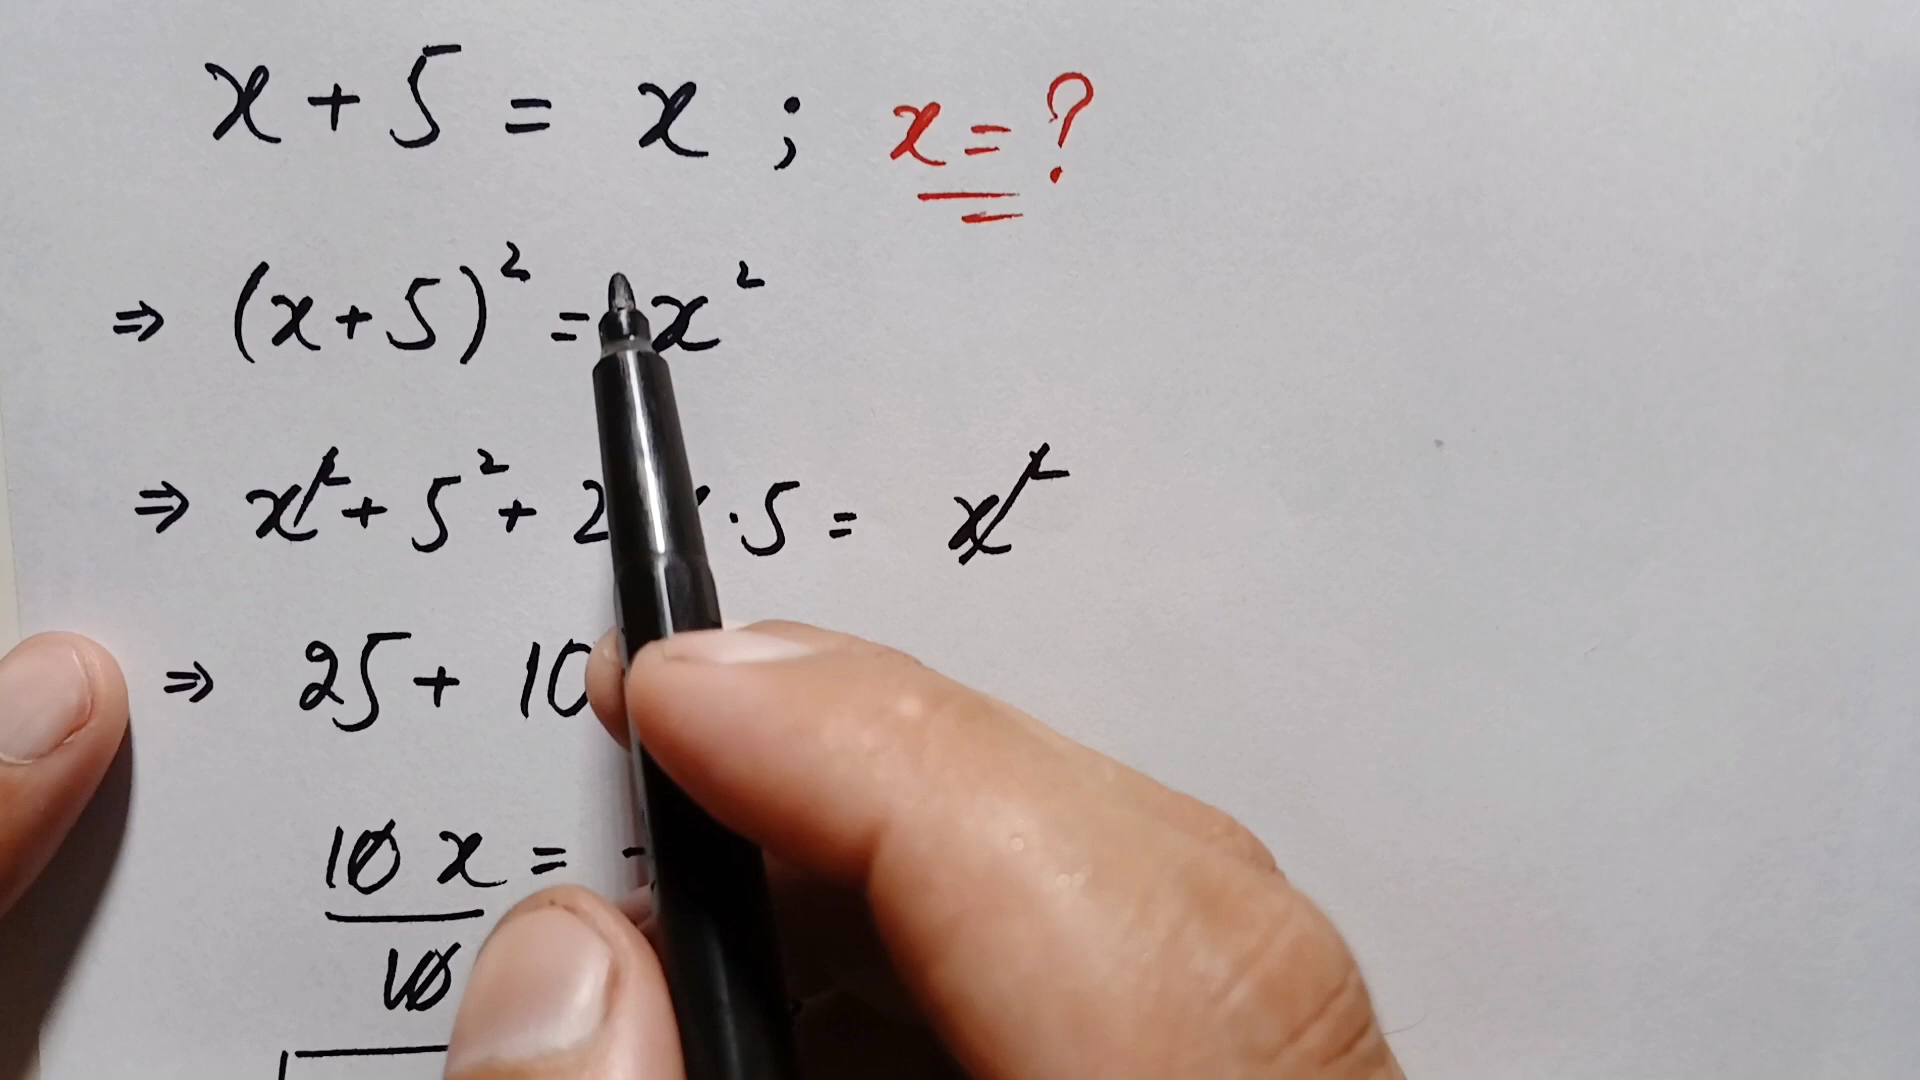 x + 5 = x ; x = ?
⇒ (x + 5)² = x²
⇒ x² + 5² + 2 · 5 = x²
⇒ 25 + 10
10 x = -
10